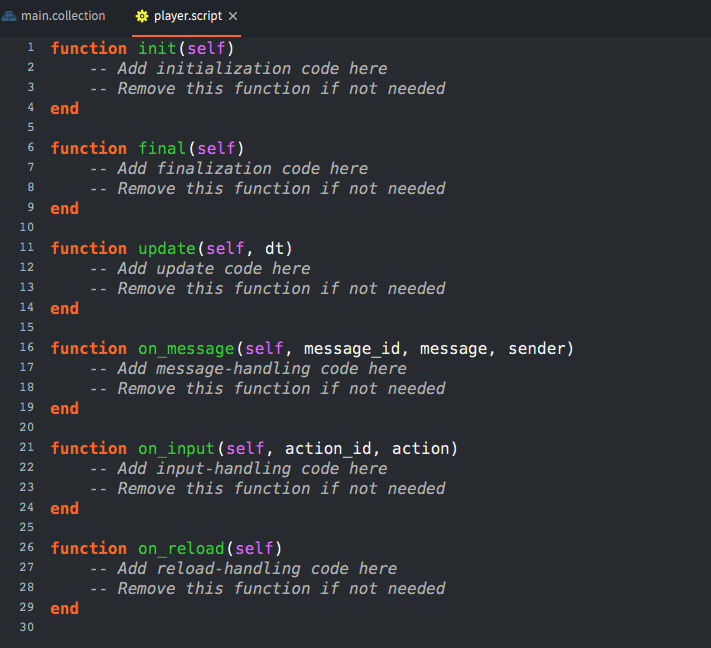 main.collection player.script
1 function init(self)
2     -- Add initialization code here
3     -- Remove this function if not needed
4 end
5
6 function final(self)
7     -- Add finalization code here
8     -- Remove this function if not needed
9 end
10
11 function update(self, dt)
12     -- Add update code here
13     -- Remove this function if not needed
14 end
15
16 function on_message(self, message_id, message, sender)
17     -- Add message-handling code here
18     -- Remove this function if not needed
19 end
20
21 function on_input(self, action_id, action)
22     -- Add input-handling code here
23     -- Remove this function if not needed
24 end
25
26 function on_reload(self)
27     -- Add reload-handling code here
28     -- Remove this function if not needed
29 end
30